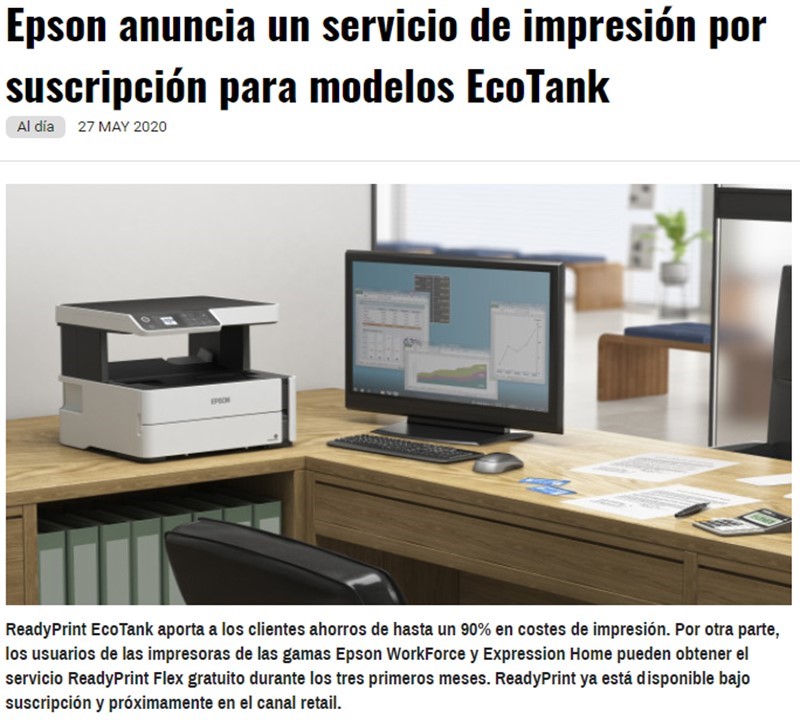 Epson anuncia un servicio de impresión por
suscripción para modelos EcoTank
Al día 27 MAY 2020
EPSON
ReadyPrint EcoTank aporta a los clientes ahorros de hasta un 90% en costes de impresión. Por otra parte,
los usuarios de las impresoras de las gamas Epson WorkForce y Expression Home pueden obtener el
servicio ReadyPrint Flex gratuito durante los tres primeros meses. ReadyPrint ya está disponible bajo
suscripción y próximamente en el canal retail.